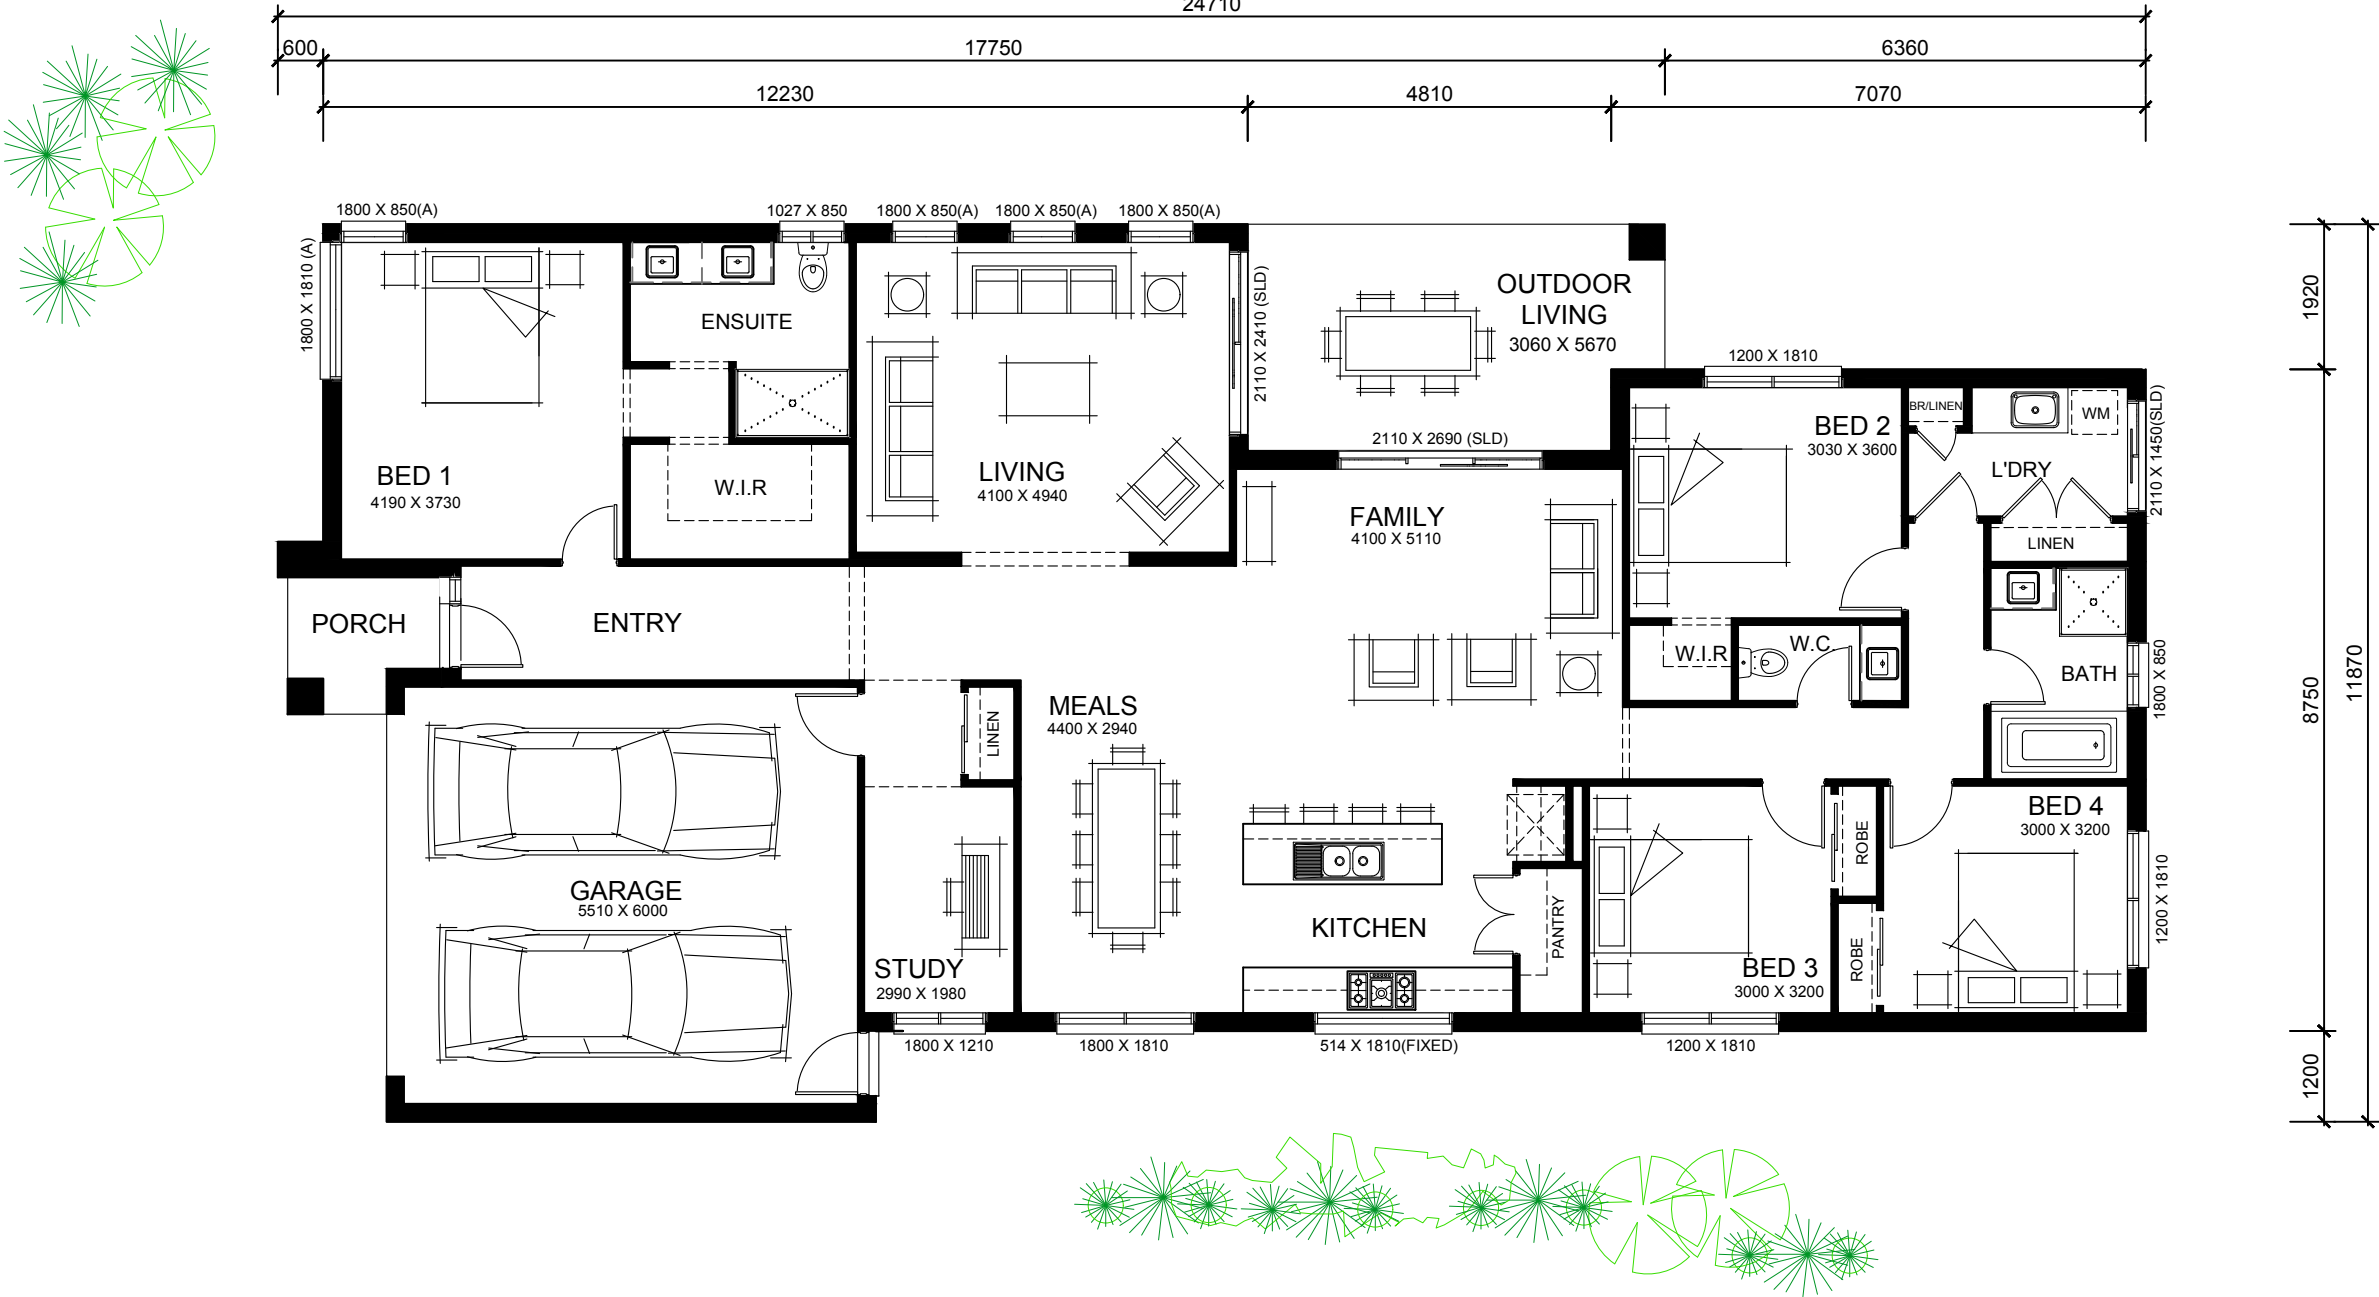 24710
600
17750
6360
12230
4810
7070
1800 X 850(A)
1027 X 850
1800 X 850(A)
1800 X 850(A)
1800 X 850(A)
1800 X 1810 (A)
ENSUITE
2110 X 2410 (SLD)
OUTDOOR
LIVING
3060 X 5670
1200 X 1810
1920
BED 1
4190 X 3730
W.I.R
LIVING
4100 X 4940
2110 X 2690 (SLD)
BED 2
3030 X 3600
BR/LINEN
WM
L'DRY
2110 X 1450(SLD)
FAMILY
4100 X 5110
LINEN
PORCH
ENTRY
W.I.R
W.C.
BATH
1800 X 850
8750
11870
MEALS
4400 X 2940
LINEN
GARAGE
5510 X 6000
STUDY
2990 X 1980
KITCHEN
PANTRY
BED 3
3000 X 3200
ROBE
ROBE
BED 4
3000 X 3200
1200 X 1810
1800 X 1210
1800 X 1810
514 X 1810(FIXED)
1200 X 1810
1200